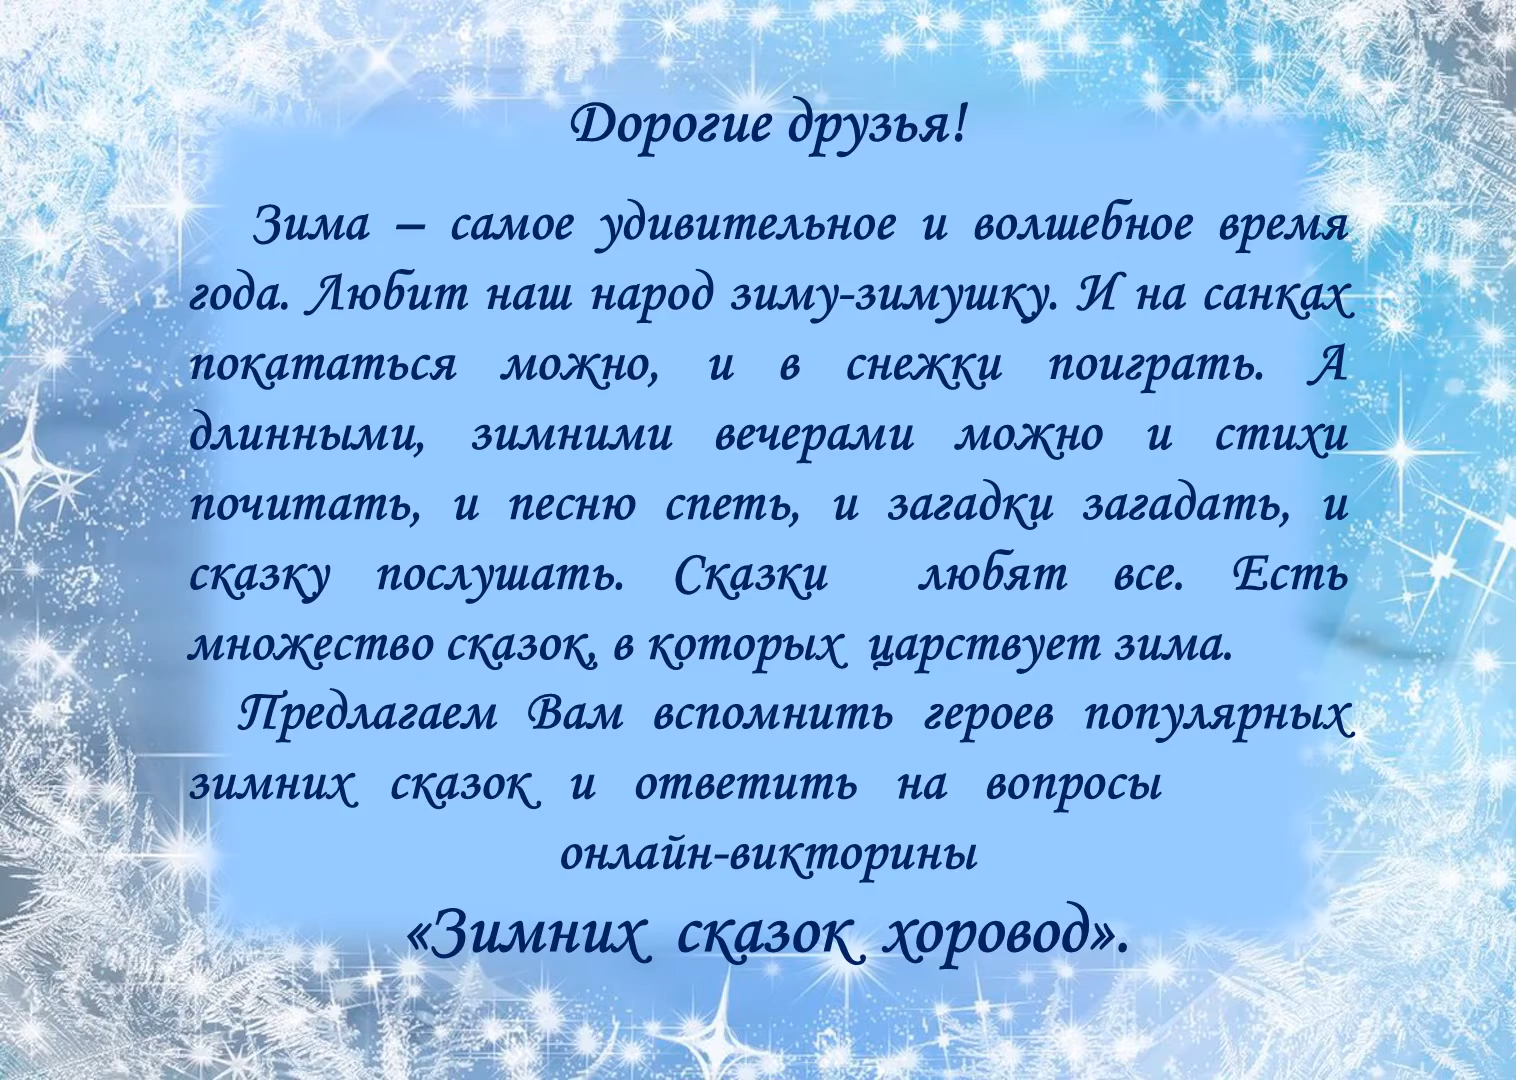 Дорогие друзья!
Зима – самое удивительное и волшебное время
года. Любит наш народ зиму-зимушку. И на санках
покататься можно, и в снежки поиграть. А
длинными, зимними вечерами можно и стихи
почитать, и песню спеть, и загадки загадать, и
сказку послушать. Сказки любят все. Есть
множество сказок, в которых царствует зима.
Предлагаем Вам вспомнить героев популярных
зимних сказок и ответить на вопросы
онлайн-викторины
«Зимних сказок хоровод».